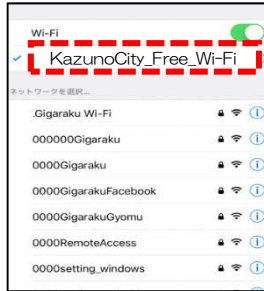 Wi-Fi
KazunoCity_Free_Wi-Fi
ネットワークを選択...
.Gigaraku Wi-Fi
000000Gigaraku
0000Gigaraku
0000GigarakuFacebook
0000GigarakuGyomu
0000RemoteAccess
0000setting_windows